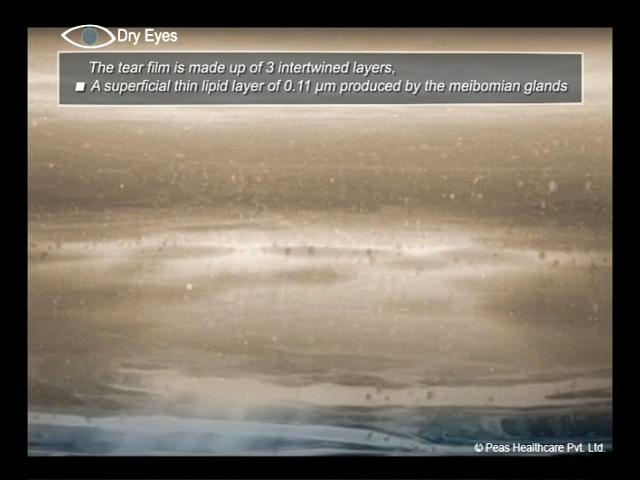 Dry Eyes
The tear film is made up of 3 intertwined layers,
■ A superficial thin lipid layer of 0.11 µm produced by the meibomian glands
© Peas Healthcare Pvt. Ltd.